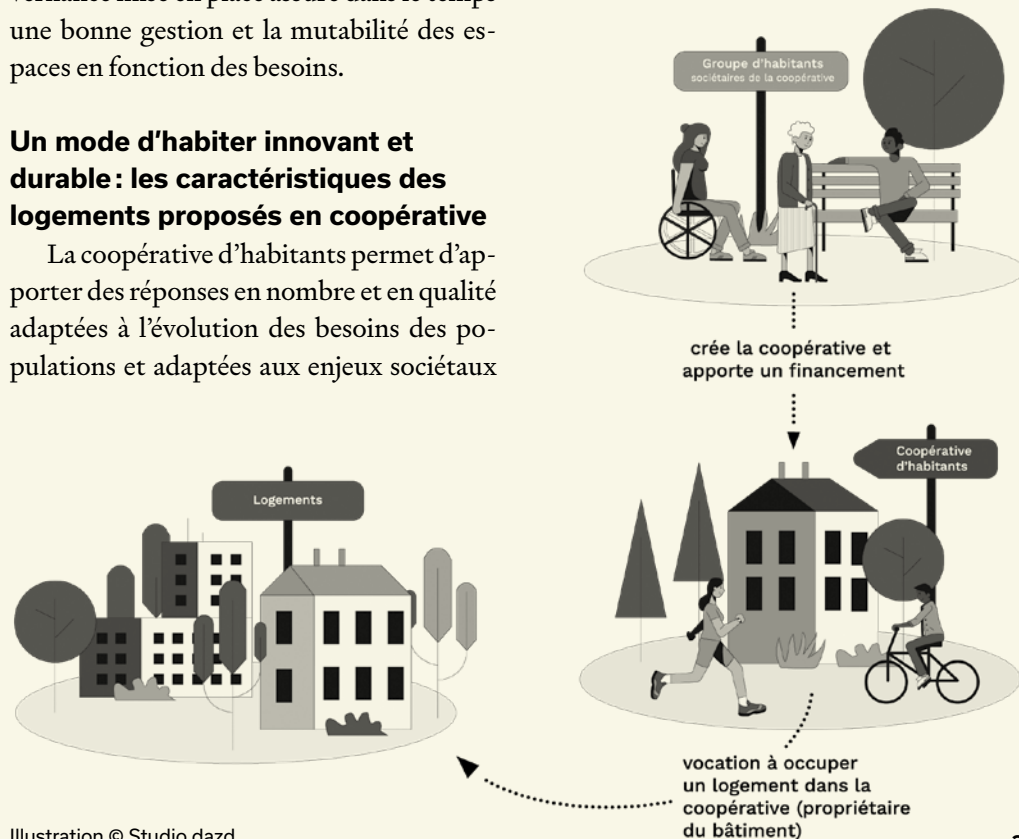 vernance mise en place assure dans le temps
une bonne gestion et la mutabilité des es-
paces en fonction des besoins.
Un mode d’habiter innovant et
durable : les caractéristiques des
logements proposés en coopérative
La coopérative d’habitants permet d’ap-
porter des réponses en nombre et en qualité
adaptées à l’évolution des besoins des po-
pulations et adaptées aux enjeux sociétaux
Groupe d’habitants
sociétaires de la coopérative
crée la coopérative et
apporte un financement
Coopérative
d’habitants
Logements
vocation à occuper
un logement dans la
coopérative (propriétaire
du bâtiment)
Illustration © Studio dazd